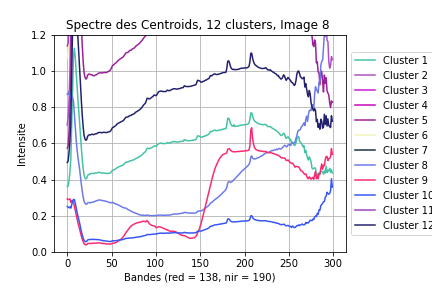 Spectre des Centroids, 12 clusters, Image 8
Intensite
1.2
1.0
0.8
0.6
0.4
0.2
0.0
0
50
100
150
200
250
300
Bandes (red = 138, nir = 190)
Cluster 1
Cluster 2
Cluster 3
Cluster 4
Cluster 5
Cluster 6
Cluster 7
Cluster 8
Cluster 9
Cluster 10
Cluster 11
Cluster 12